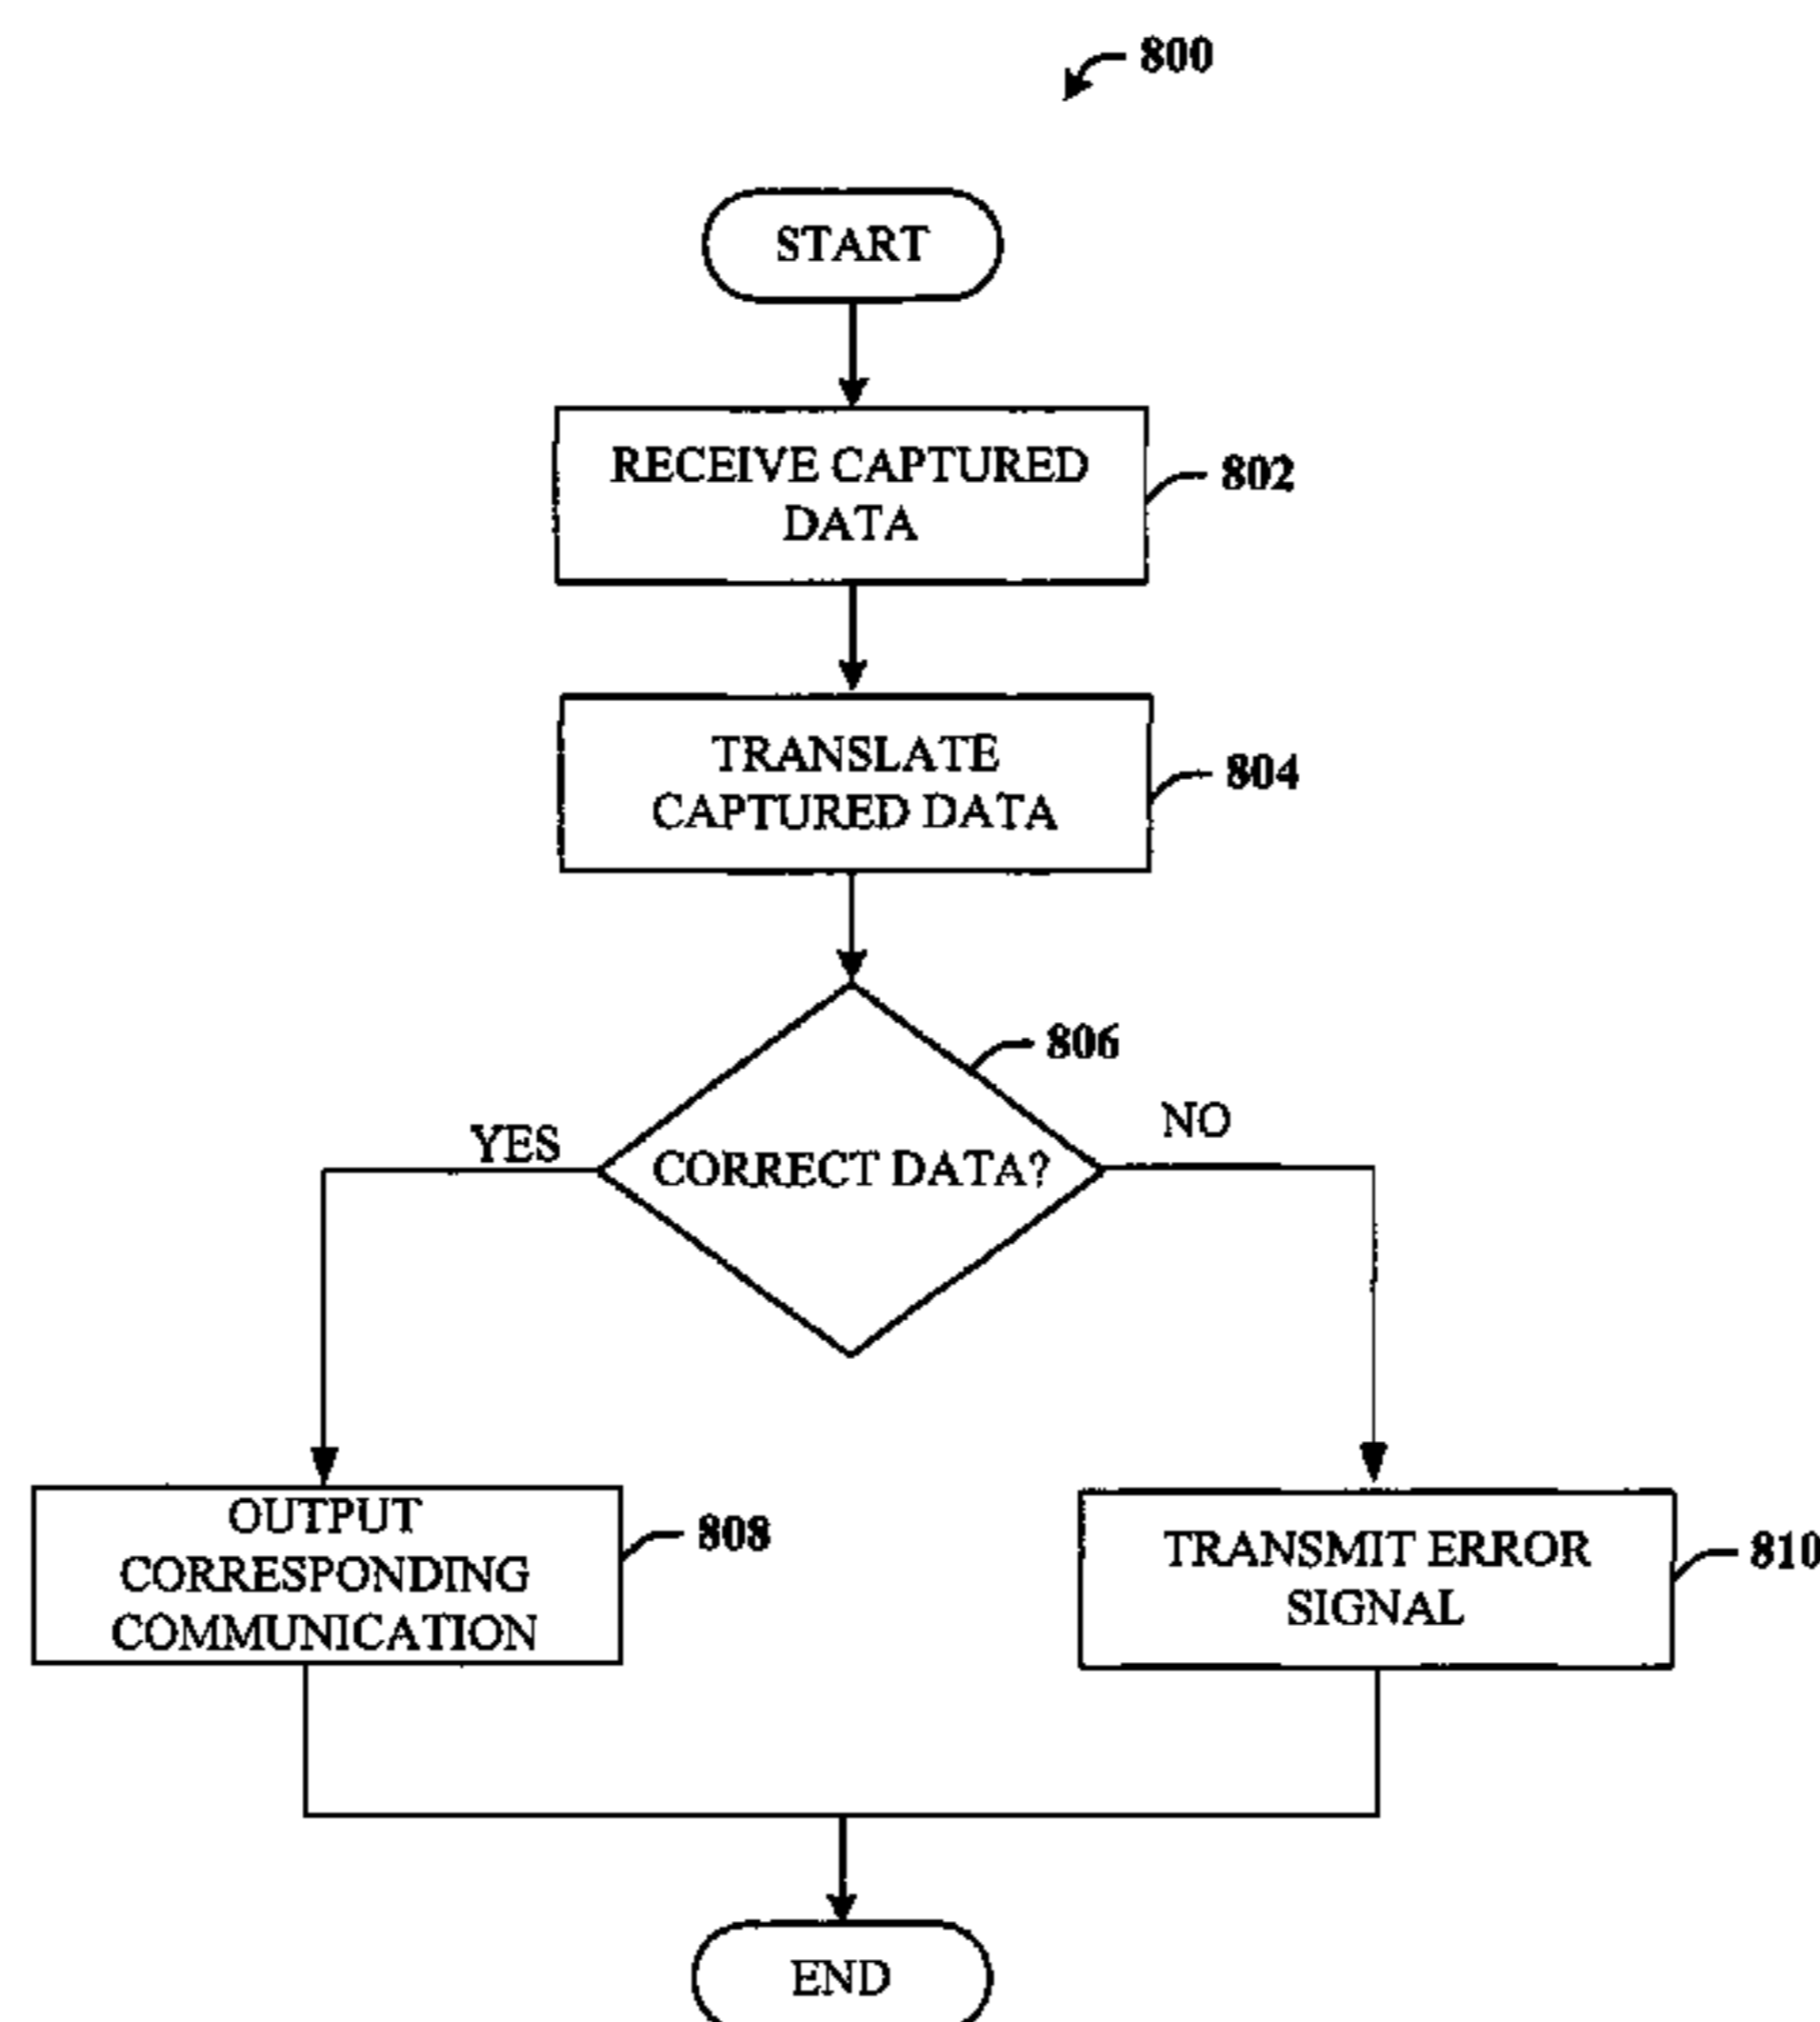 800
START
RECEIVE CAPTURED
DATA
802
TRANSLATE
CAPTURED DATA
804
806
YES
CORRECT DATA?
NO
OUTPUT
CORRESPONDING
COMMUNICATION
808
TRANSMIT ERROR
SIGNAL
810
END